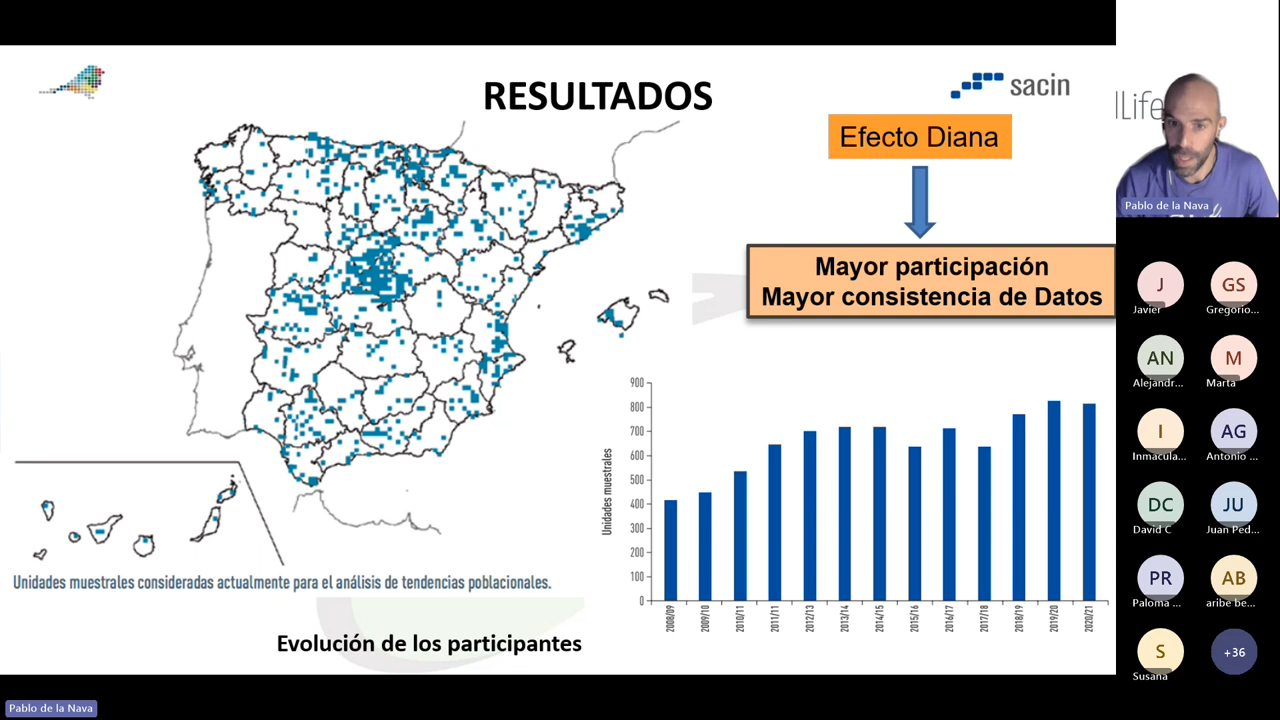 RESULTADOS
sacin
Efecto Diana
Mayor participación
Mayor consistencia de Datos
Unidades muestrales
900
800
700
600
500
400
300
200
100
0
2008/09
2009/10
2010/11
2011/11
2012/13
2013/14
2014/15
2015/16
2016/17
2017/18
2018/19
2019/20
2020/21
Unidades muestrales consideradas actualmente para el análisis de tendencias poblacionales.
Evolución de los participantes
Pablo de la Nava
Life
Pablo de la Nava
J
Javier
GS
Gregorio...
AN
Alejandr...
M
Marta
I
Inmacula...
AG
Antonio ...
DC
David C
JU
Juan Ped...
PR
Paloma ...
AB
aribe be...
S
Susana
+36